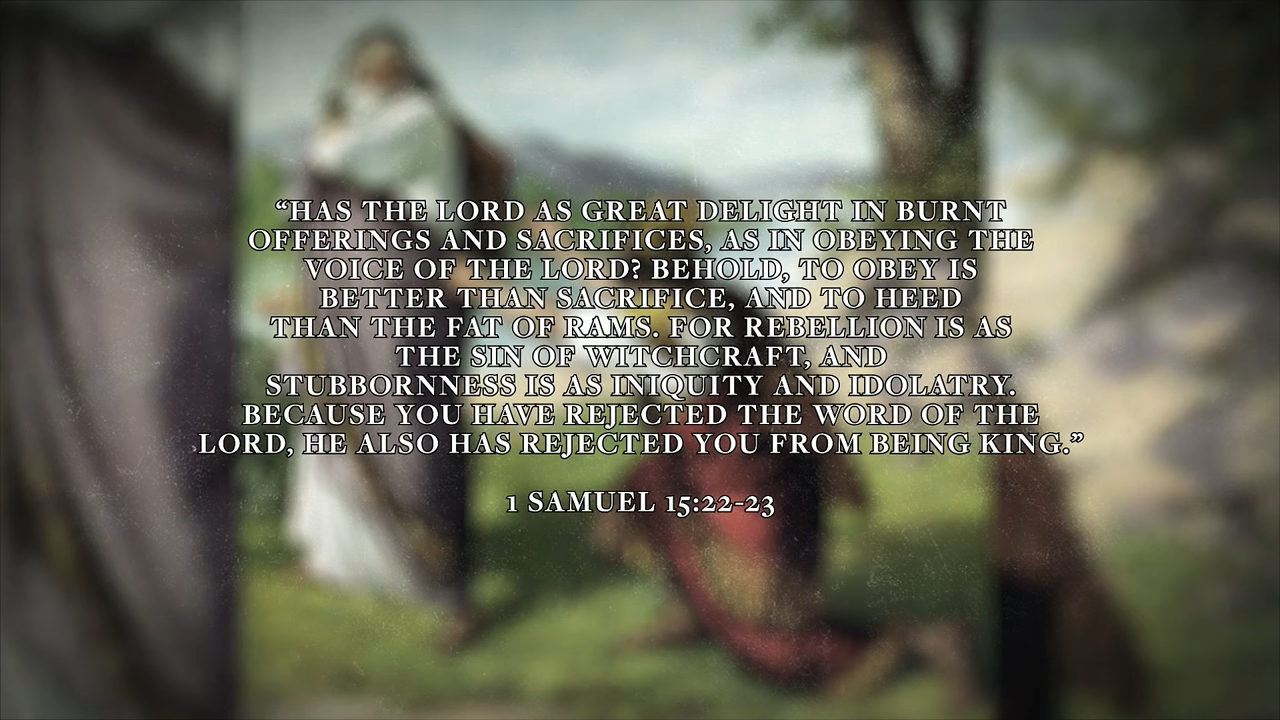 “HAS THE LORD AS GREAT DELIGHT IN BURNT
OFFERINGS AND SACRIFICES, AS IN OBEYING THE
VOICE OF THE LORD? BEHOLD, TO OBEY IS
BETTER THAN SACRIFICE, AND TO HEED
THAN THE FAT OF RAMS. FOR REBELLION IS AS
THE SIN OF WITCHCRAFT, AND
STUBBORNNESS IS AS INIQUITY AND IDOLATRY.
BECAUSE YOU HAVE REJECTED THE WORD OF THE
LORD, HE ALSO HAS REJECTED YOU FROM BEING KING.”
1 SAMUEL 15:22-23